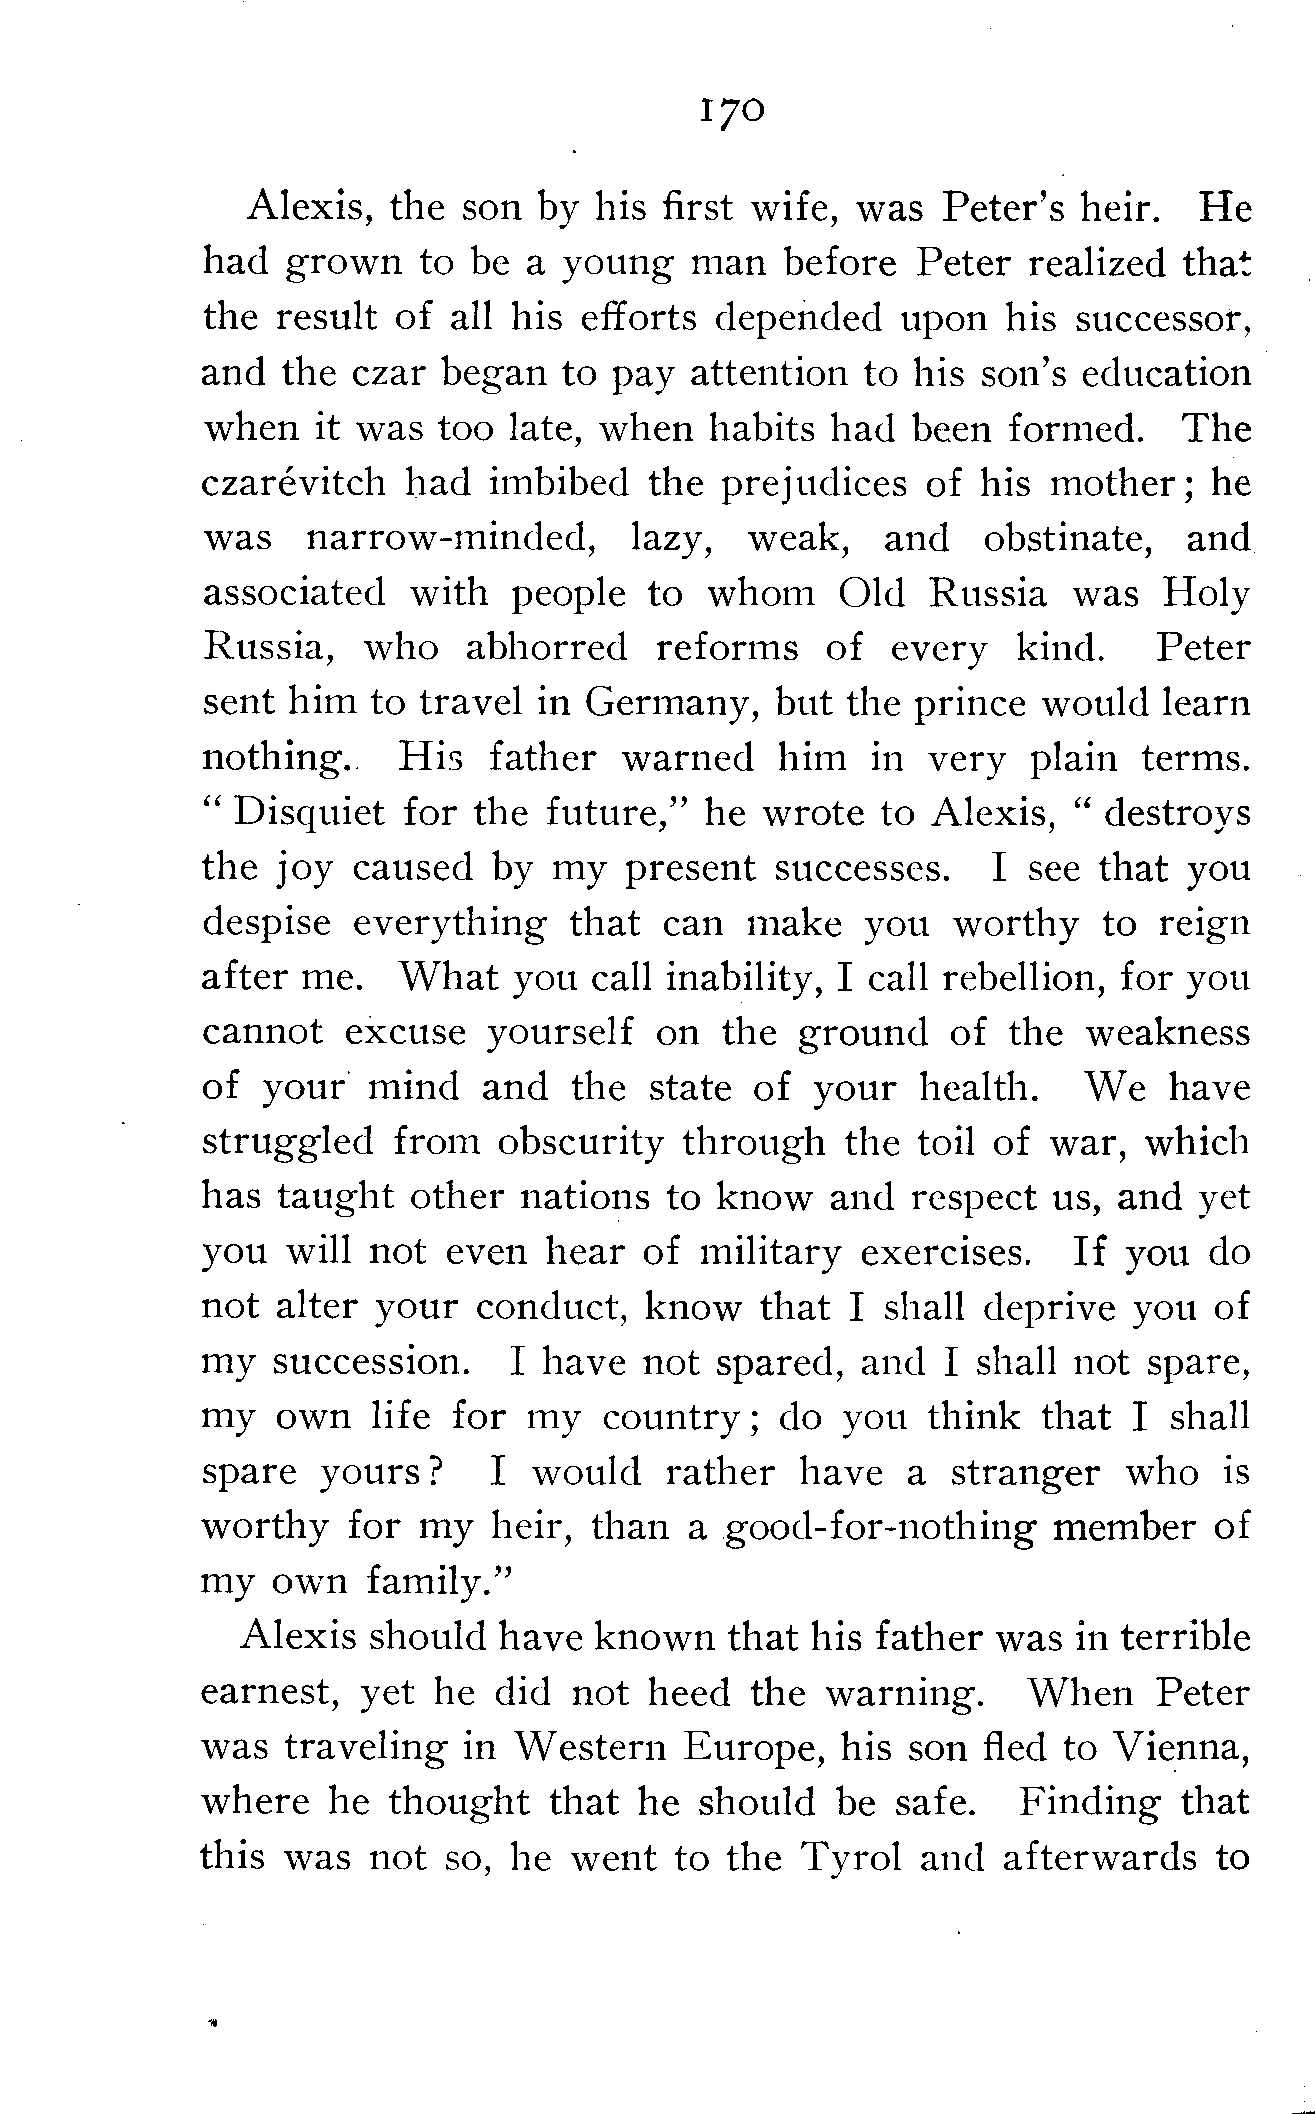 170
Alexis, the son by his first wife, was Peter's heir. He
had grown to be a young man before Peter realized that
the result of all his efforts depended upon his successor,
and the czar began to pay attention to his son's education
when it was too late, when habits had been formed. The
czarévitch had imbibed the prejudices of his mother; he
was narrow-minded, lazy, weak, and obstinate, and
associated with people to whom Old Russia was Holy
Russia, who abhorred reforms of every kind. Peter
sent him to travel in Germany, but the prince would learn
nothing. His father warned him in very plain terms.
"Disquiet for the future," he wrote to Alexis, "destroys
the joy caused by my present successes. I see that you
despise everything that can make you worthy to reign
after me. What you call inability, I call rebellion, for you
cannot excuse yourself on the ground of the weakness
of your mind and the state of your health. We have
struggled from obscurity through the toil of war, which
has taught other nations to know and respect us, and yet
you will not even hear of military exercises. If you do
not alter your conduct, know that I shall deprive you of
my succession. I have not spared, and I shall not spare,
my own life for my country; do you think that I shall
spare yours? I would rather have a stranger who is
worthy for my heir, than a good-for-nothing member of
my own family."
Alexis should have known that his father was in terrible
earnest, yet he did not heed the warning. When Peter
was traveling in Western Europe, his son fled to Vienna,
where he thought that he should be safe. Finding that
this was not so, he went to the Tyrol and afterwards to